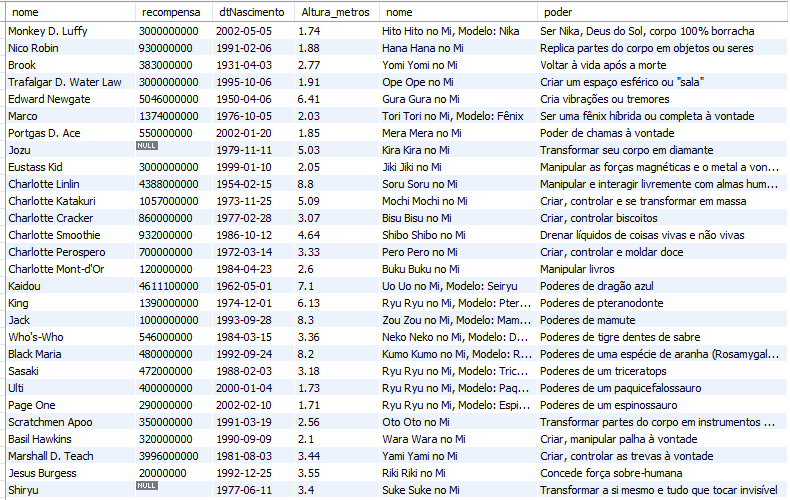 nome recompensa dtNascimento Altura_metros nome poder
Monkey D. Luffy 3000000000 2002-05-05 1.74 Hito Hito no Mi, Modelo: Nika Ser Nika, Deus do Sol, corpo 100% borracha
Nico Robin 930000000 1991-02-06 1.88 Hana Hana no Mi Replica partes do corpo em objetos ou seres
Brook 383000000 1931-04-03 2.77 Yomi Yomi no Mi Voltar à vida após a morte
Trafalgar D. Water Law 3000000000 1995-10-06 1.91 Ope Ope no Mi Criar um espaço esférico ou "sala"
Edward Newgate 5046000000 1950-04-06 6.41 Gura Gura no Mi Cria vibrações ou tremores
Marco 1374000000 1976-10-05 2.03 Tori Tori no Mi, Modelo: Fênix Ser uma fênix híbrida ou completa à vontade
Portgas D. Ace 550000000 2002-01-20 1.85 Mera Mera no Mi Poder de chamas à vontade
Jozu NULL 1979-11-11 5.03 Kira Kira no Mi Transformar seu corpo em diamante
Eustass Kid 3000000000 1999-01-10 2.05 Jiki Jiki no Mi Manipular as forças magnéticas e o metal a von...
Charlotte Linlin 4388000000 1954-02-15 8.8 Soru Soru no Mi Manipular e interagir livremente com almas hum...
Charlotte Katakuri 1057000000 1973-11-25 5.09 Mochi Mochi no Mi Criar, controlar e se transformar em massa
Charlotte Cracker 860000000 1977-02-28 3.07 Bisu Bisu no Mi Criar, controlar biscoitos
Charlotte Smoothie 932000000 1986-10-12 4.64 Shibo Shibo no Mi Drenar líquidos de coisas vivas e não vivas
Charlotte Perospero 700000000 1972-03-14 3.33 Pero Pero no Mi Criar, controlar e moldar doce
Charlotte Mont-d'Or 120000000 1984-04-23 2.6 Buku Buku no Mi Manipular livros
Kaidou 4611100000 1962-05-01 7.1 Uo Uo no Mi, Modelo: Seiryu Poderes de dragão azul
King 1390000000 1974-12-01 6.13 Ryu Ryu no Mi, Modelo: Pter... Poderes de pteranodonte
Jack 1000000000 1993-09-28 8.3 Zou Zou no Mi, Modelo: Mam... Poderes de mamute
Who's-Who 546000000 1984-03-15 3.36 Neko Neko no Mi, Modelo: D... Poderes de tigre dentes de sabre
Black Maria 480000000 1992-09-24 8.2 Kumo Kumo no Mi, Modelo: R... Poderes de uma espécie de aranha (Rosamygal...
Sasaki 472000000 1988-02-03 3.18 Ryu Ryu no Mi, Modelo: Tric... Poderes de um triceratops
Ulti 400000000 2000-01-04 1.73 Ryu Ryu no Mi, Modelo: Paq... Poderes de um paquicefalossauro
Page One 290000000 2002-02-10 1.71 Ryu Ryu no Mi, Modelo: Espi... Poderes de um espinossauro
Scratchmen Apoo 350000000 1991-03-19 2.56 Oto Oto no Mi Transformar partes do corpo em instrumentos ...
Basil Hawkins 320000000 1990-09-09 2.1 Wara Wara no Mi Criar, manipular palha à vontade
Marshall D. Teach 3996000000 1981-08-03 3.44 Yami Yami no Mi Criar, controlar as trevas à vontade
Jesus Burgess 20000000 1992-12-25 3.55 Riki Riki no Mi Concede força sobre-humana
Shiryu NULL 1977-06-11 3.4 Suke Suke no Mi Transformar a si mesmo e tudo que tocar invisível